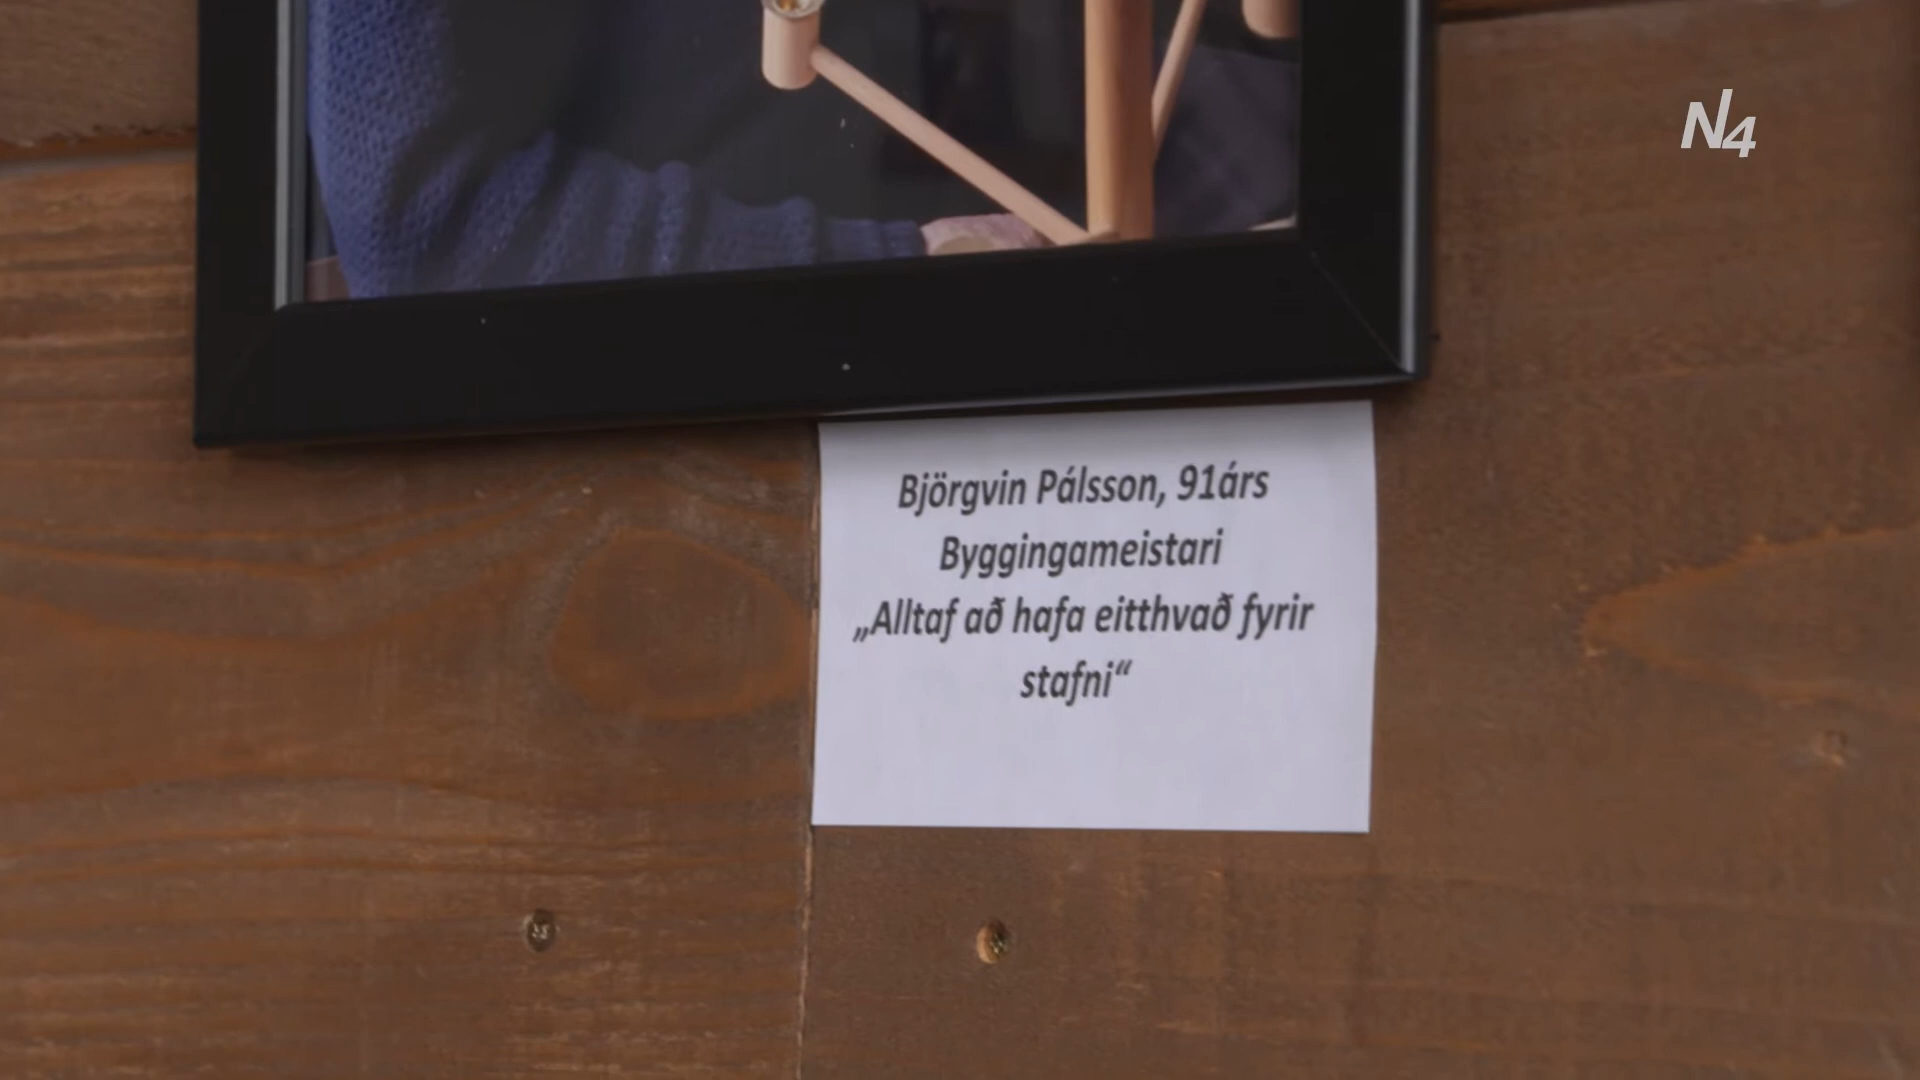 N4
Björgvin Pálsson, 91árs
Byggingameistari
„Alltaf að hafa eitthvað fyrir
stafni“